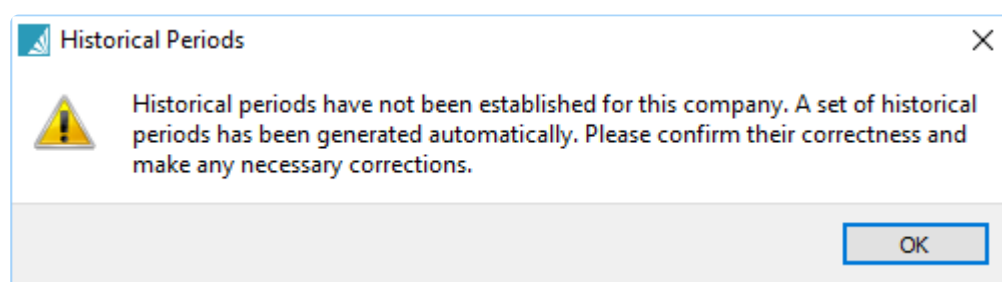 Historical Periods
Historical periods have not been established for this company. A set of historical
periods has been generated automatically. Please confirm their correctness and
make any necessary corrections.
OK